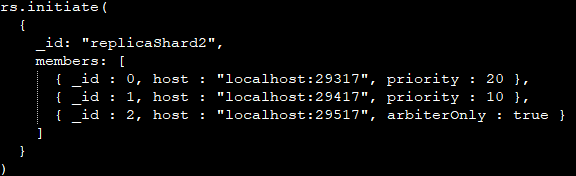 rs.initiate(
  {
    _id: "replicaShard2",
    members: [
      { _id : 0, host : "localhost:29317", priority : 20 },
      { _id : 1, host : "localhost:29417", priority : 10 },
      { _id : 2, host : "localhost:29517", arbiterOnly : true }
    ]
  }
)